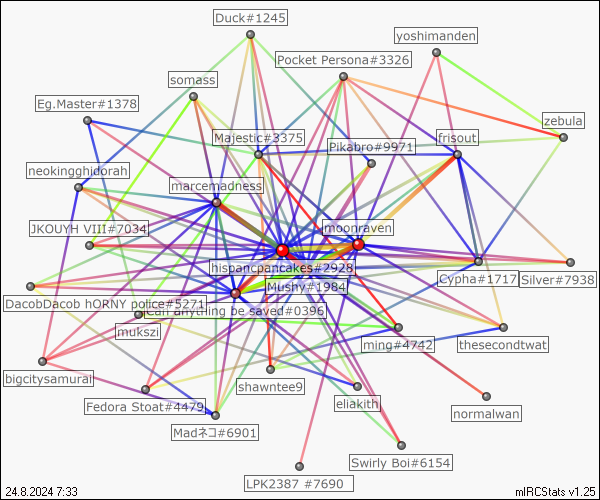 Duck#1245
yoshimanden
Pocket Persona#3326
somass
Eg.Master#1378
zebula
Majestic#3375
frisout
Pikabro#9971
neokingghidorah
marcemadness
JKOUYH VIII#7034
moonraven
hispancpancakes#2928
Cypha#1717
Silver#7938
Mushy#1984
DacobDacob hORNY police#5271
Can anything be saved#0396
mukszi
ming#4742
thesecondtwat
bigcitysamurai
shawntee9
Fedora Stoat#4479
eliakith
normalwan
Madネコ#6901
Swirly Boi#6154
LPK2387 #7690
24.8.2024 7:33
mIRCStats v1.25